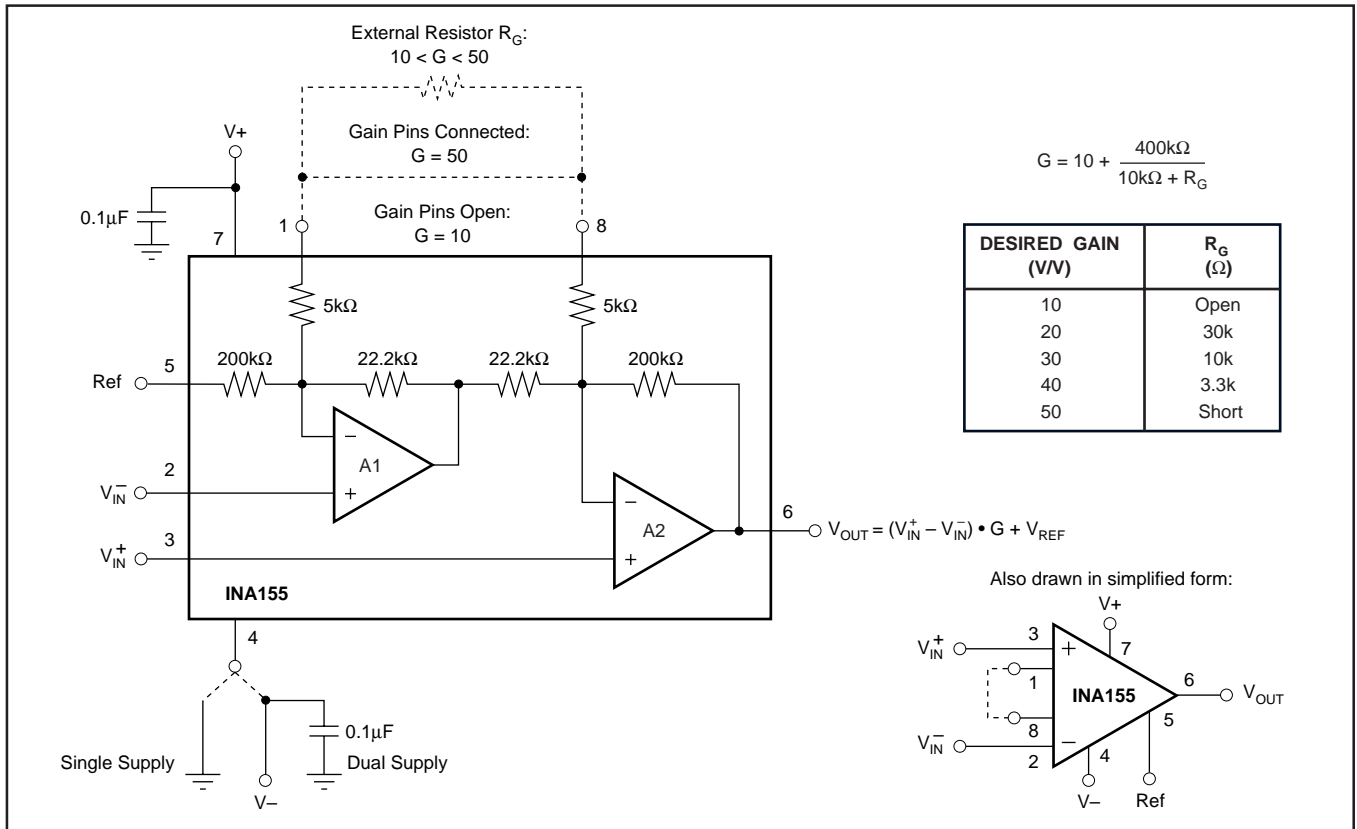 External Resistor R_G:
10 < G < 50
Gain Pins Connected:
G = 50
Gain Pins Open:
G = 10
V+
0.1μF
7
1
8
5kΩ
5kΩ
5
Ref
200kΩ
22.2kΩ
22.2kΩ
200kΩ
A1
−
+
2
V_IN^−
3
V_IN^+
A2
−
+
6
V_OUT = (V_IN^+ – V_IN^−) • G + V_REF
INA155
4
0.1μF
Single Supply
Dual Supply
V–
G = 10 + 400kΩ / 10kΩ + R_G
DESIRED GAIN (V/V)
R_G (Ω)
10 Open
20 30k
30 10k
40 3.3k
50 Short
Also drawn in simplified form:
V+
V_IN^+
3
+
7
1
INA155
6
V_OUT
8
5
V_IN^−
2
−
4
V–
Ref